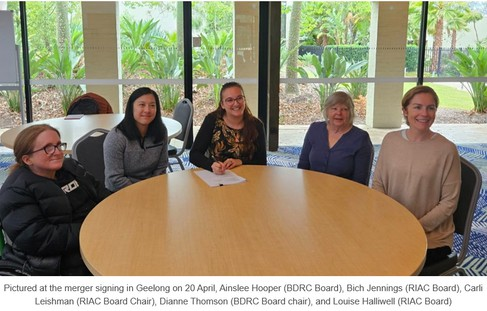 Pictured at the merger signing in Geelong on 20 April, Ainslee Hooper (BDRC Board), Bich Jennings (RIAC Board), Carli
Leishman (RIAC Board Chair), Dianne Thomson (BDRC Board chair), and Louise Halliwell (RIAC Board)